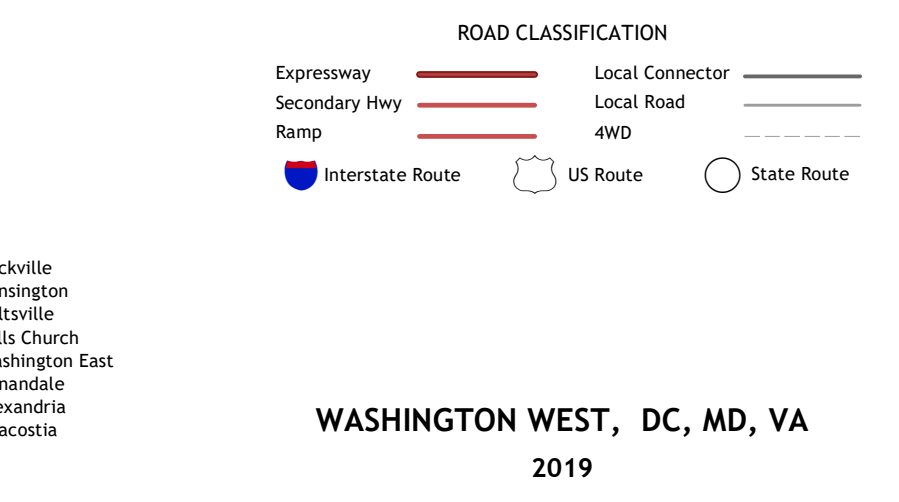 ROAD CLASSIFICATION
Expressway
Local Connector
Secondary Hwy
Local Road
Ramp
4WD
Interstate Route
US Route
State Route
ckville
nsington
ltsville
lls Church
ashington East
nandale
exandria
acostia
WASHINGTON WEST, DC, MD, VA
2019